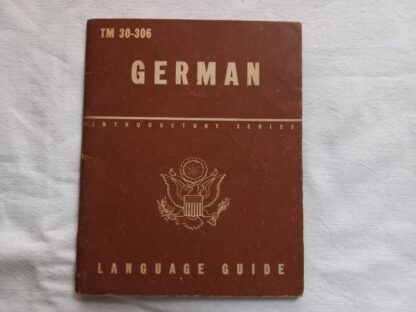 TM 30-306
GERMAN
INTRODUCTORY SERIES
LANGUAGE GUIDE